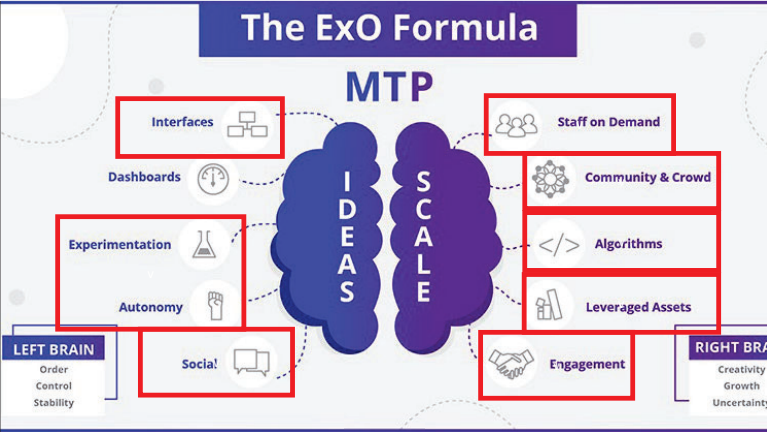 The ExO Formula
MTP
Interfaces
Dashboards
Experimentation
Autonomy
Social
IDEAS
SCALE
Staff on Demand
Community & Crowd
</>
Algorithms
Leveraged Assets
Engagement
LEFT BRAIN
Order
Control
Stability
RIGHT BRA
Creativity
Growth
Uncertainty